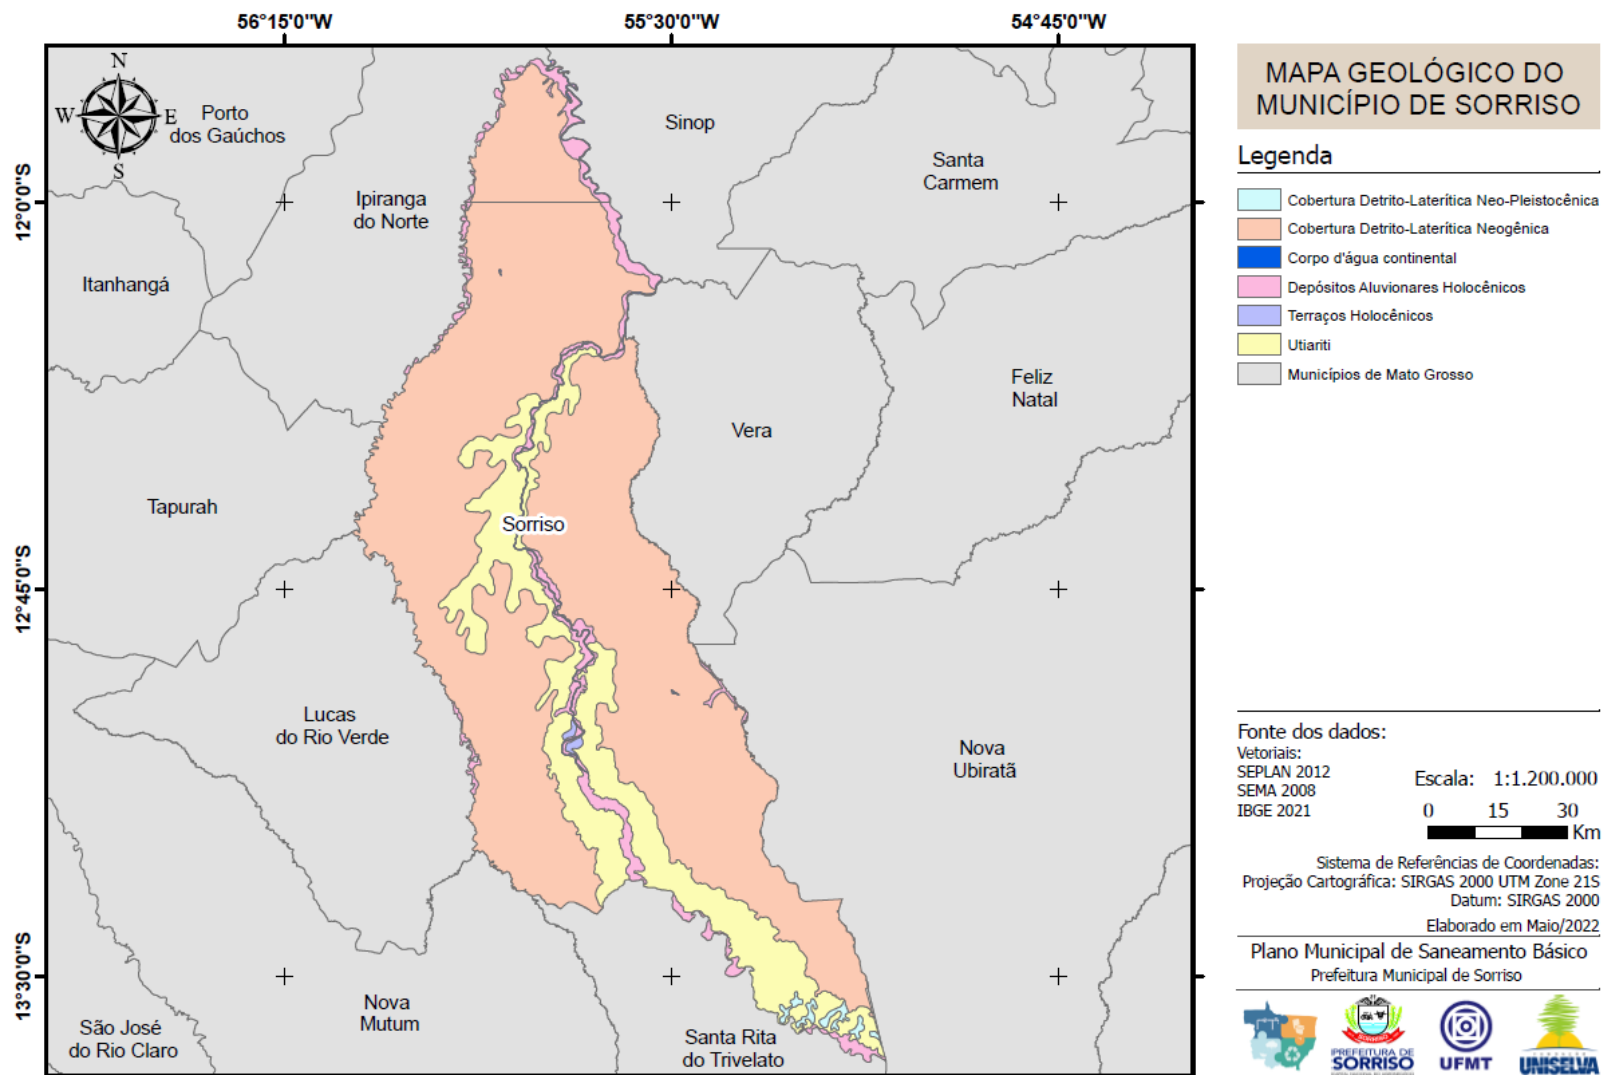 56°15'0"W
55°30'0"W
54°45'0"W
12°0'0"S
12°45'0"S
13°30'0"S
N
W
E
S
Porto
dos Gaúchos
Sinop
Santa
Carmem
Ipiranga
do Norte
Itanhangá
Feliz
Natal
Vera
Tapurah
Sorriso
Lucas
do Rio Verde
Nova
Ubiratã
Nova
Mutum
São José
do Rio Claro
Santa Rita
do Trivelato
MAPA GEOLÓGICO DO
MUNICÍPIO DE SORRISO
Legenda
Cobertura Detrito-Laterítica Neo-Pleistocênica
Cobertura Detrito-Laterítica Neogênica
Corpo d'água continental
Depósitos Aluvionares Holocênicos
Terraços Holocênicos
Utiariti
Municípios de Mato Grosso
Fonte dos dados:
Vetoriais:
SEPLAN 2012
SEMA 2008
IBGE 2021
Escala: 1:1.200.000
0 15 30
Km
Sistema de Referências de Coordenadas:
Projeção Cartográfica: SIRGAS 2000 UTM Zone 21S
Datum: SIRGAS 2000
Elaborado em Maio/2022
Plano Municipal de Saneamento Básico
Prefeitura Municipal de Sorriso
SORRISO
PREFEITURA DE
SORRISO
UFMT
UNISELVA